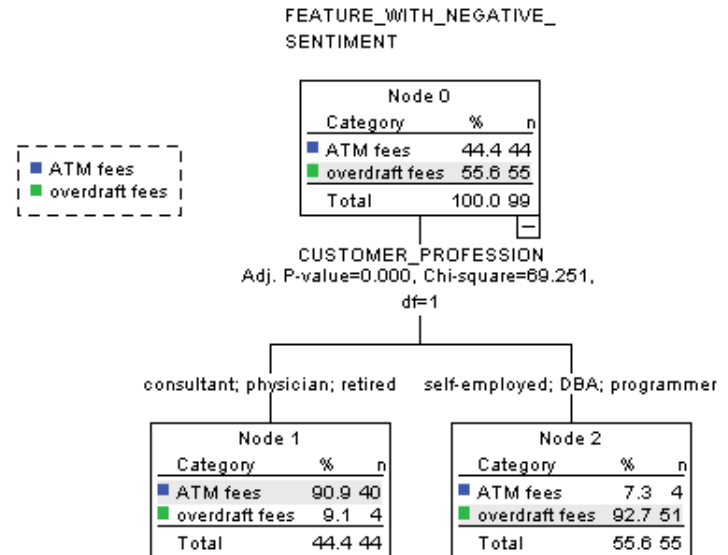 FEATURE_WITH_NEGATIVE_
SENTIMENT
Node 0
Category % n
ATM fees 44.4 44
overdraft fees 55.6 55
Total 100.0 99
ATM fees
overdraft fees
CUSTOMER_PROFESSION
Adj. P-value=0.000, Chi-square=69.251,
df=1
consultant; physician; retired
self-employed; DBA; programmer
Node 1
Category % n
ATM fees 90.9 40
overdraft fees 9.1 4
Total 44.4 44
Node 2
Category % n
ATM fees 7.3 4
overdraft fees 92.7 51
Total 55.6 55